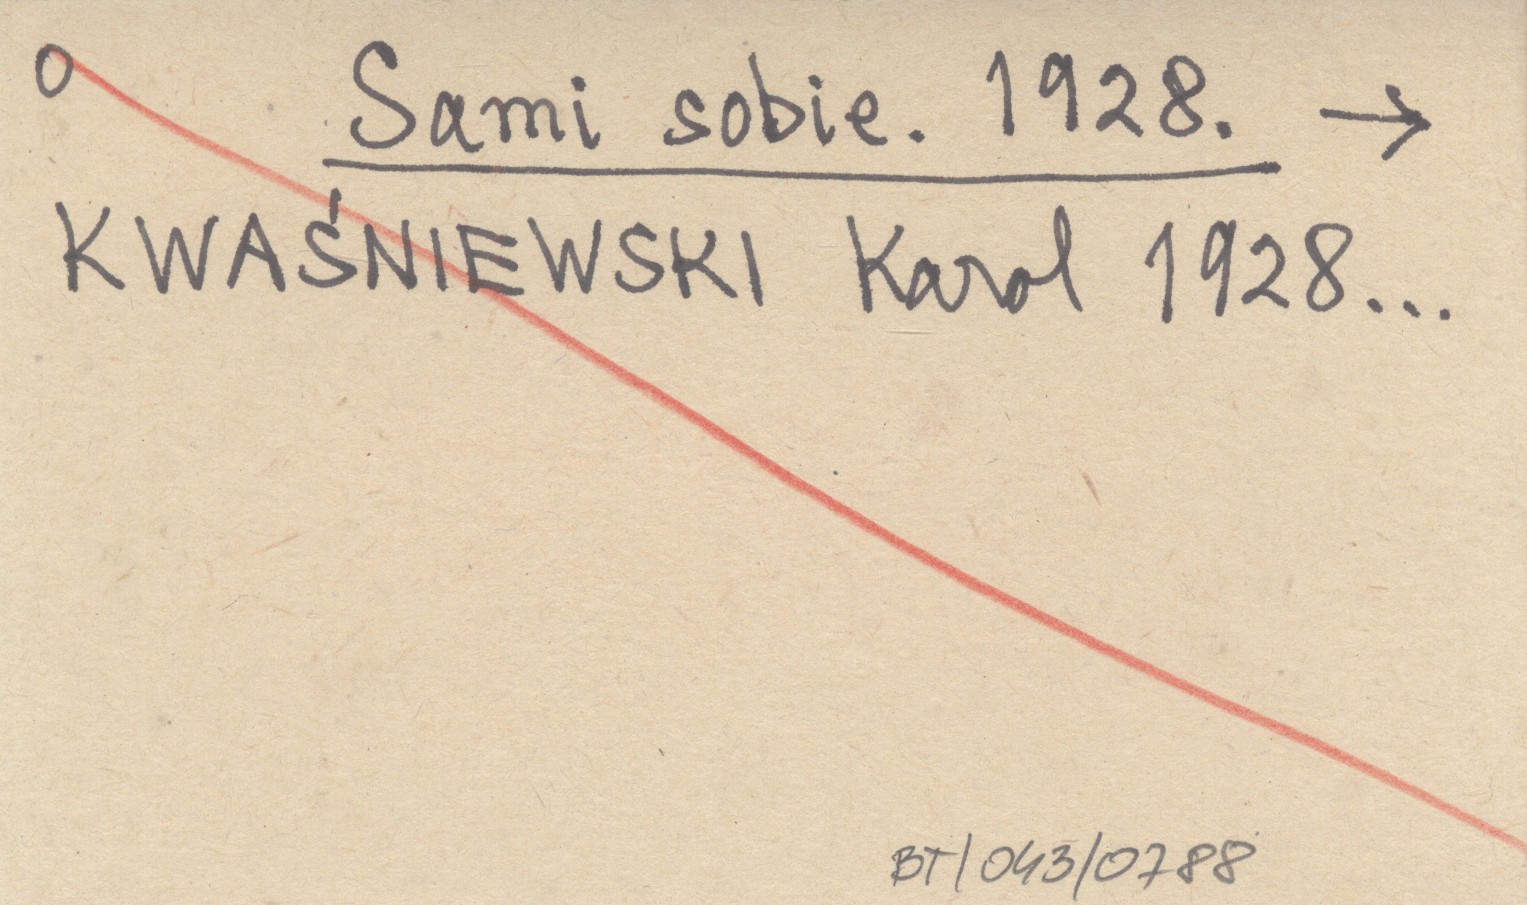 O Sami sobie. 1928. →
KWAŚNIEWSKI Karol 1928...
BT/043/0788